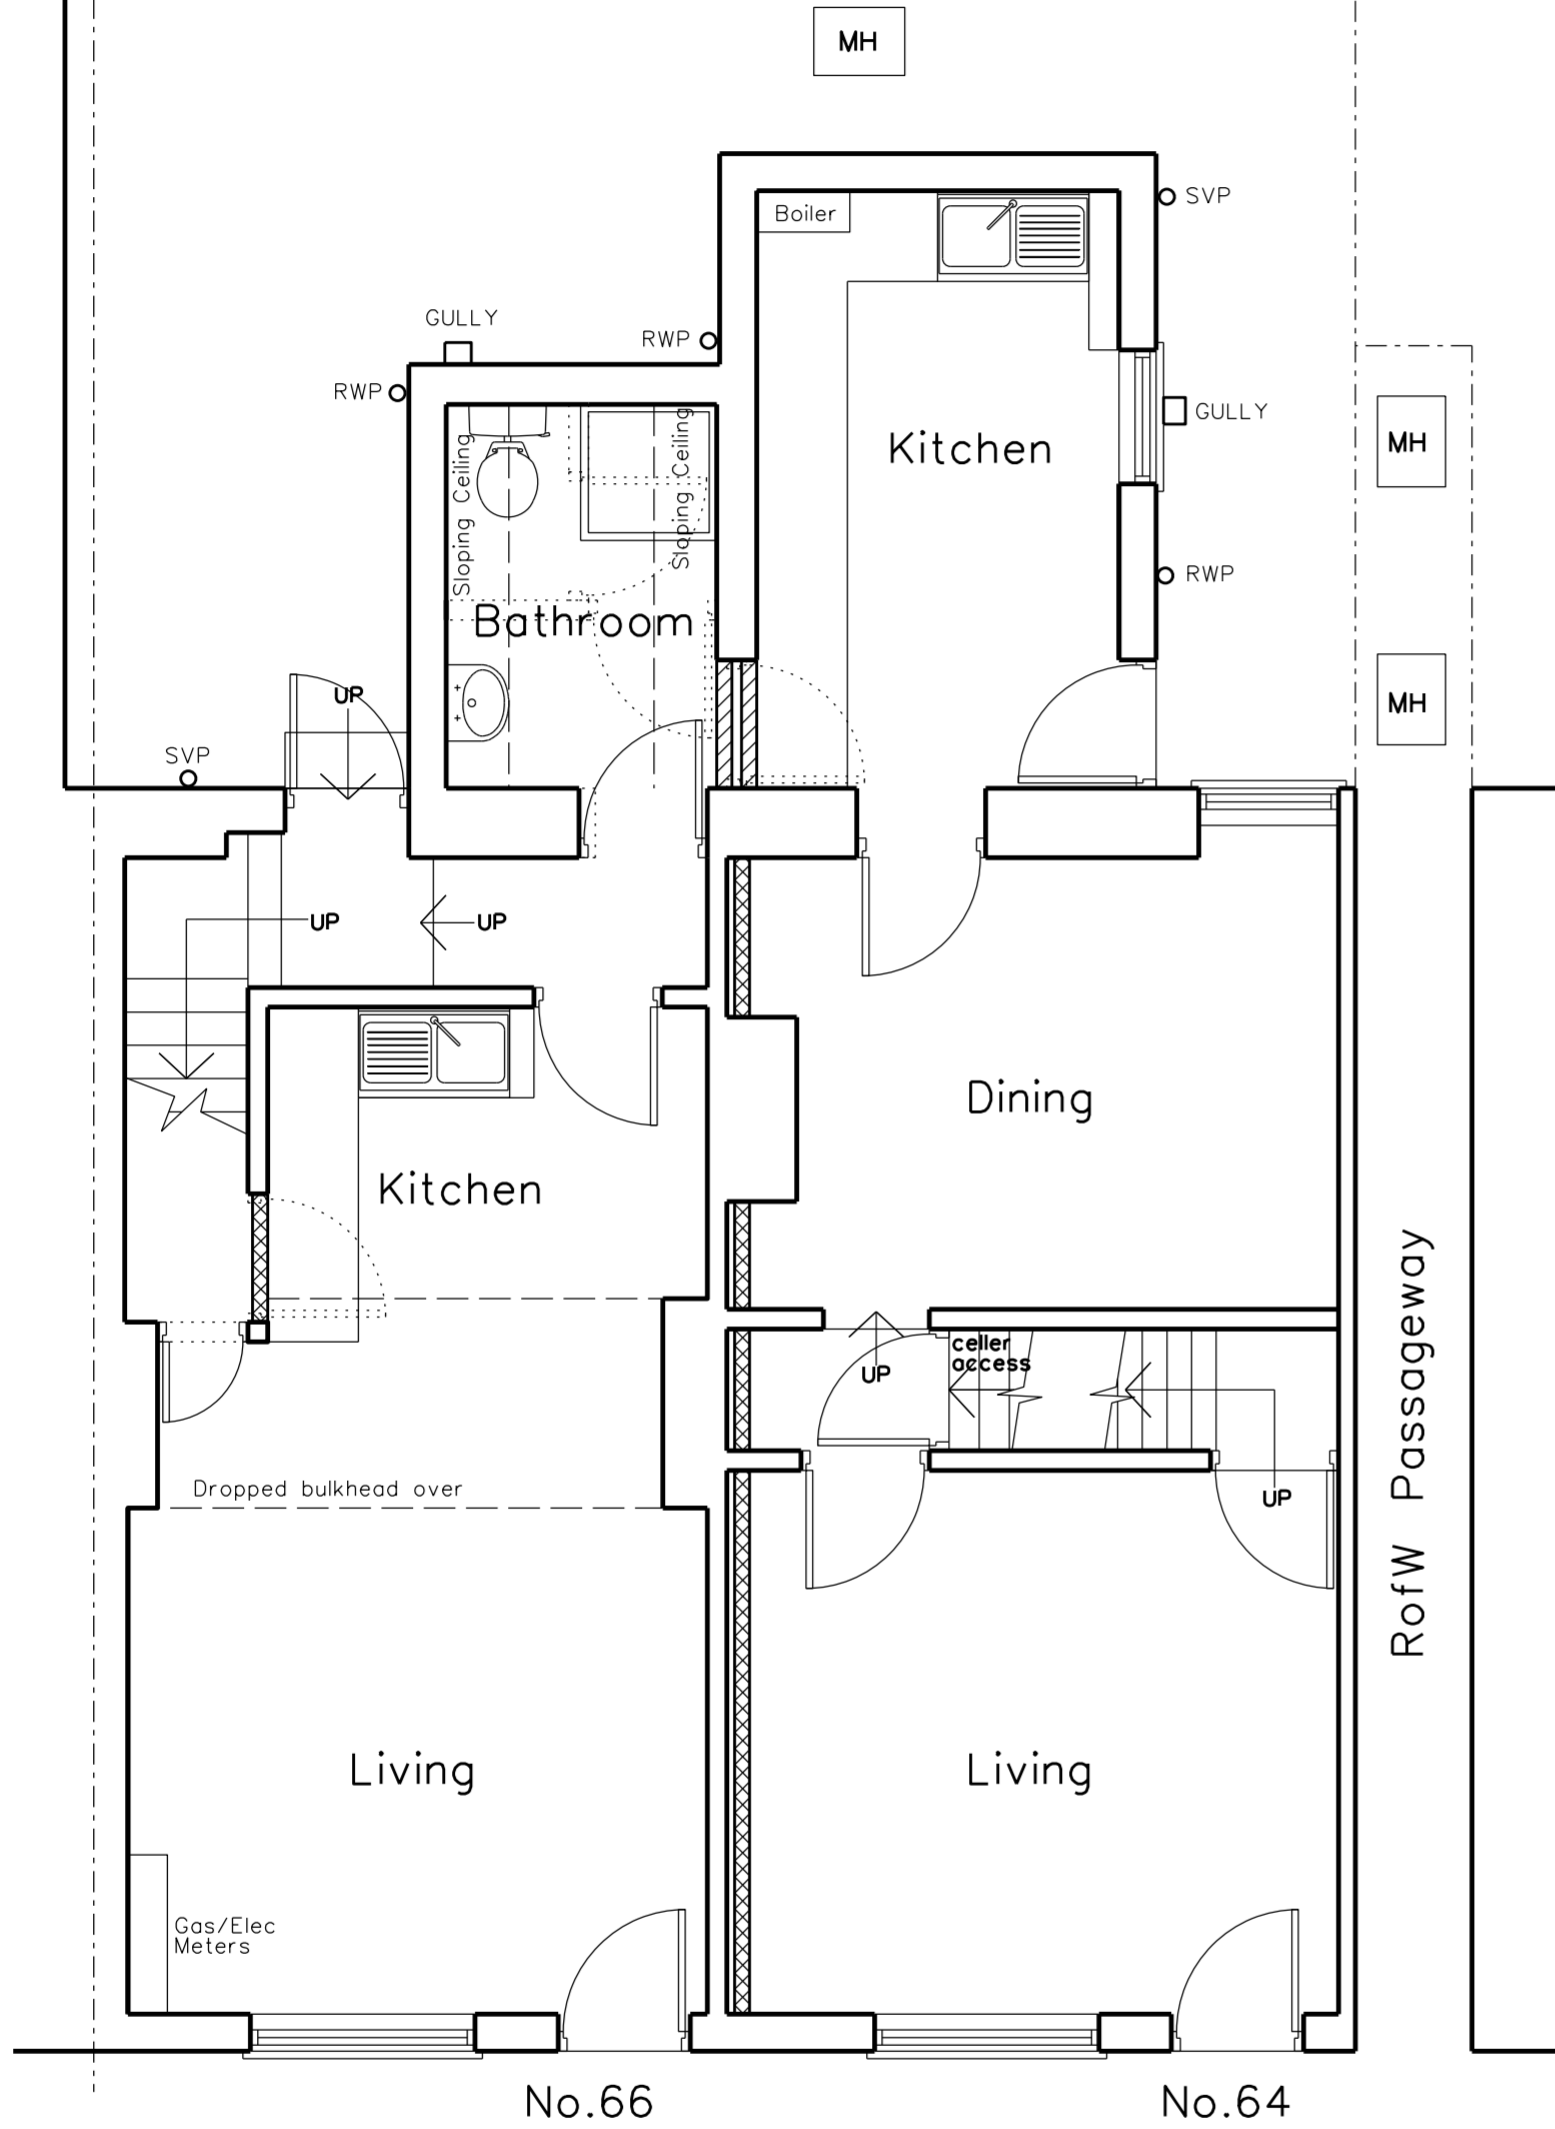 MH
SVP
Boiler
GULLY
RWP
RWP
GULLY
Kitchen
MH
Sloping Ceiling
Sloping Ceiling
RWP
Bathroom
UP
MH
SVP
UP
UP
Dining
Kitchen
celler
access
UP
RofW Passageway
Dropped bulkhead over
UP
Living
Living
Gas/Elec
Meters
No.66
No.64